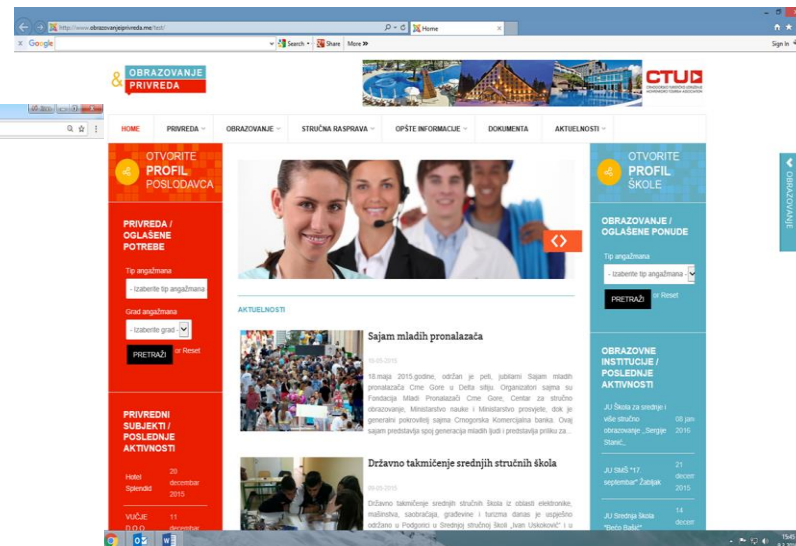 http://www.obrazovanjeiprivreda.me/test/
Home
x Google
Search
Share
More »
Sign In
& OBRAZOVANJE
PRIVREDA
CTU
HOME
PRIVREDA
OBRAZOVANJE
STRUČNA RASPRAVA
OPŠTE INFORMACIJE
DOKUMENTA
AKTUELNOSTI
OTVORITE
PROFIL
POSLODAVCA
PRIVREDA /
OGLAŠENE
POTREBE
Tip angažmana
- Izaberite tip angažmana
Grad angažmana
- Izaberite grad -
PRETRAŽI or Reset
PRIVREDNI
SUBJEKTI /
POSLEDNJE
AKTIVNOSTI
Hotel Splendid
20 decembar 2015
VUČJE D.O.O
11 decembar
AKTUELNOSTI
Sajam mladih pronalazača
10-05-2015
18.maja 2015.godine, održan je peti, jubilarni Sajam mladih
pronalazača Crne Gore u Delta sitiju. Organizatori sajma su
Fondacija Mladi Pronalazači Crne Gore, Centar za stručno
obrazovanje, Ministarstvo nauke i Ministarstvo prosvjete, dok je
generalni pokrovitelj sajma Crnogorska Komercijalna banka. Ovaj
sajam predstavlja spoj generacija mladih ljudi i predstavlja priliku za...
Državno takmičenje srednjih stručnih škola
09-05-2015
Državno takmičenje srednjih stručnih škola iz oblasti elektronike,
mašinstva, saobraćaja, građevine i turizma danas je uspješno
održano u Podgorici u Srednjoj stručnoj školi „Ivan Uskoković" i u
OTVORITE
PROFIL
ŠKOLE
OBRAZOVANJE /
OGLAŠENE PONUDE
Tip angažmana
- Izaberite tip angažmana -
PRETRAŽI or Reset
OBRAZOVNE
INSTITUCIJE /
POSLEDNJE
AKTIVNOSTI
JU Škola za srednje i
više stručno
obrazovanje „Sergije
Stanić„
08 jan
2016
JU SMŠ "17.
septembar" Žabljak
21
decem
2015
JU Srednja škola
"Bećo Bašić"
14
decem
OBRAZOVANJE
15:45